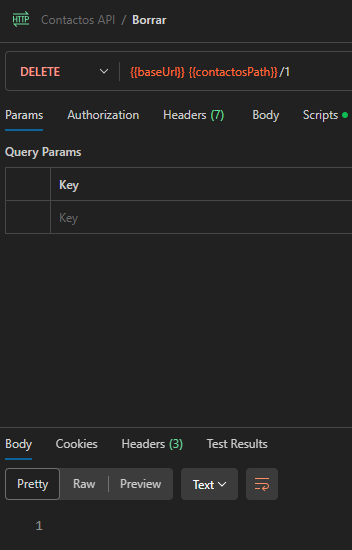 HTTP Contactos API / Borrar
DELETE {{baseUrl}} {{contactosPath}}/1
Params Authorization Headers (7) Body Scripts
Query Params
Key
Key
Body Cookies Headers (3) Test Results
Pretty Raw Preview Text
1